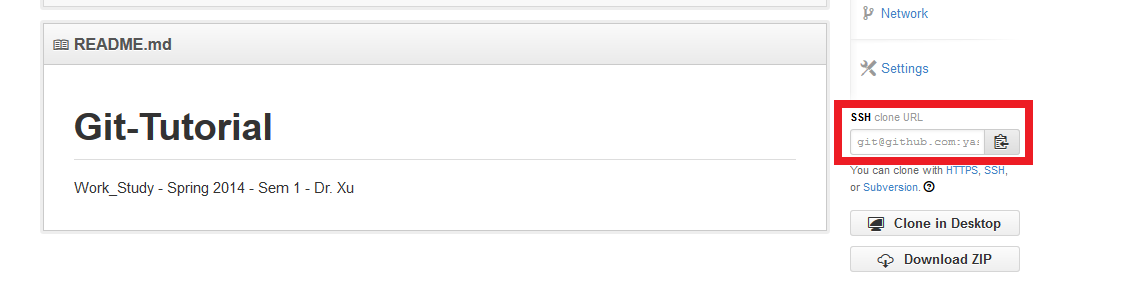 README.md
Git-Tutorial
Work_Study - Spring 2014 - Sem 1 - Dr. Xu
Network
Settings
SSH clone URL
git@github.com:yas
You can clone with HTTPS, SSH,
or Subversion.
Clone in Desktop
Download ZIP